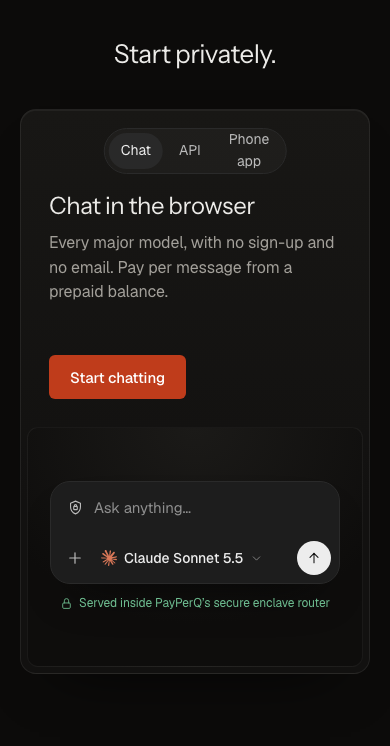 Start privately.
Chat
API
Phone
app
Chat in the browser
Every major model, with no sign-up and
no email. Pay per message from a
prepaid balance.
Start chatting
Ask anything...
Claude Sonnet 5.5
Served inside PayPerQ's secure enclave router